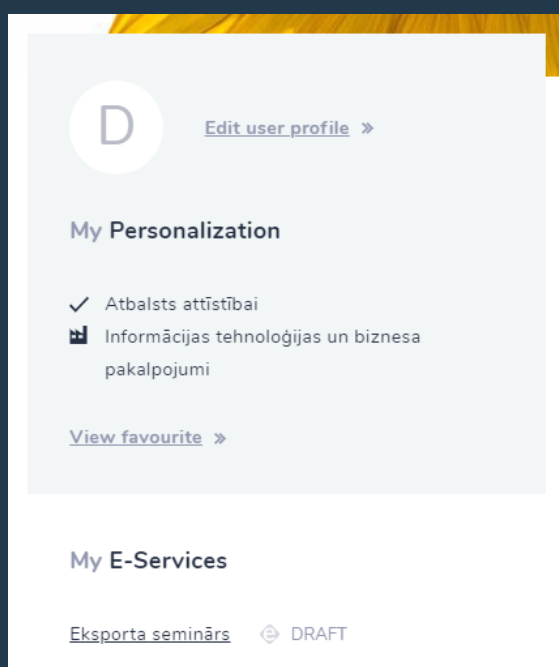 D
Edit user profile »
My Personalization
Atbalsts attīstībai
Informācijas tehnoloģijas un biznesa
pakalpojumi
View favourite »
My E-Services
Eksporta seminārs DRAFT